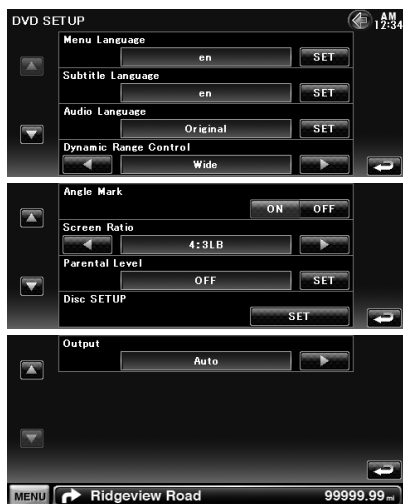 DVD SETUP
AM 12:34
Menu Language
en SET
Subtitle Language
en SET
Audio Language
Original SET
Dynamic Range Control
Wide
Angle Mark
ON OFF
Screen Ratio
4:3LB
Parental Level
OFF SET
Disc SETUP
SET
Output
Auto
MENU Ridgeview Road 99999.99mi